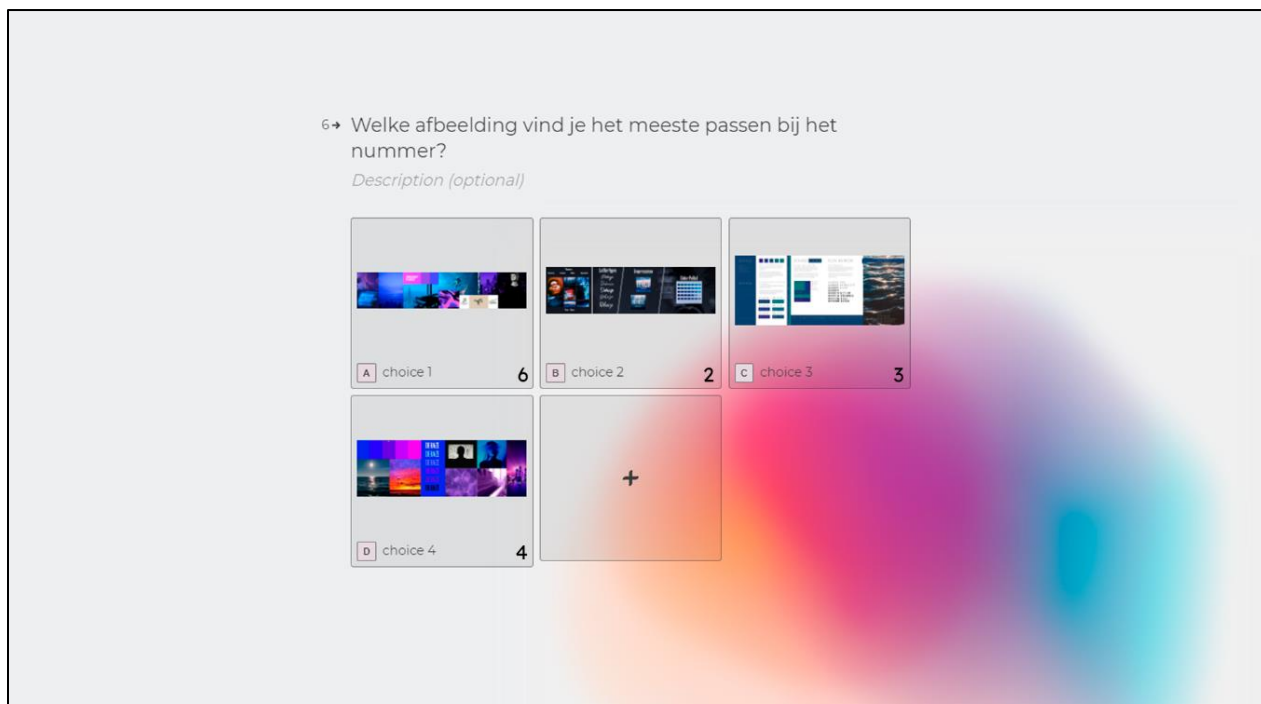 6→ Welke afbeelding vind je het meeste passen bij het
nummer?
Description (optional)
A choice 1 6
B choice 2 2
C choice 3 3
D choice 4 4
+